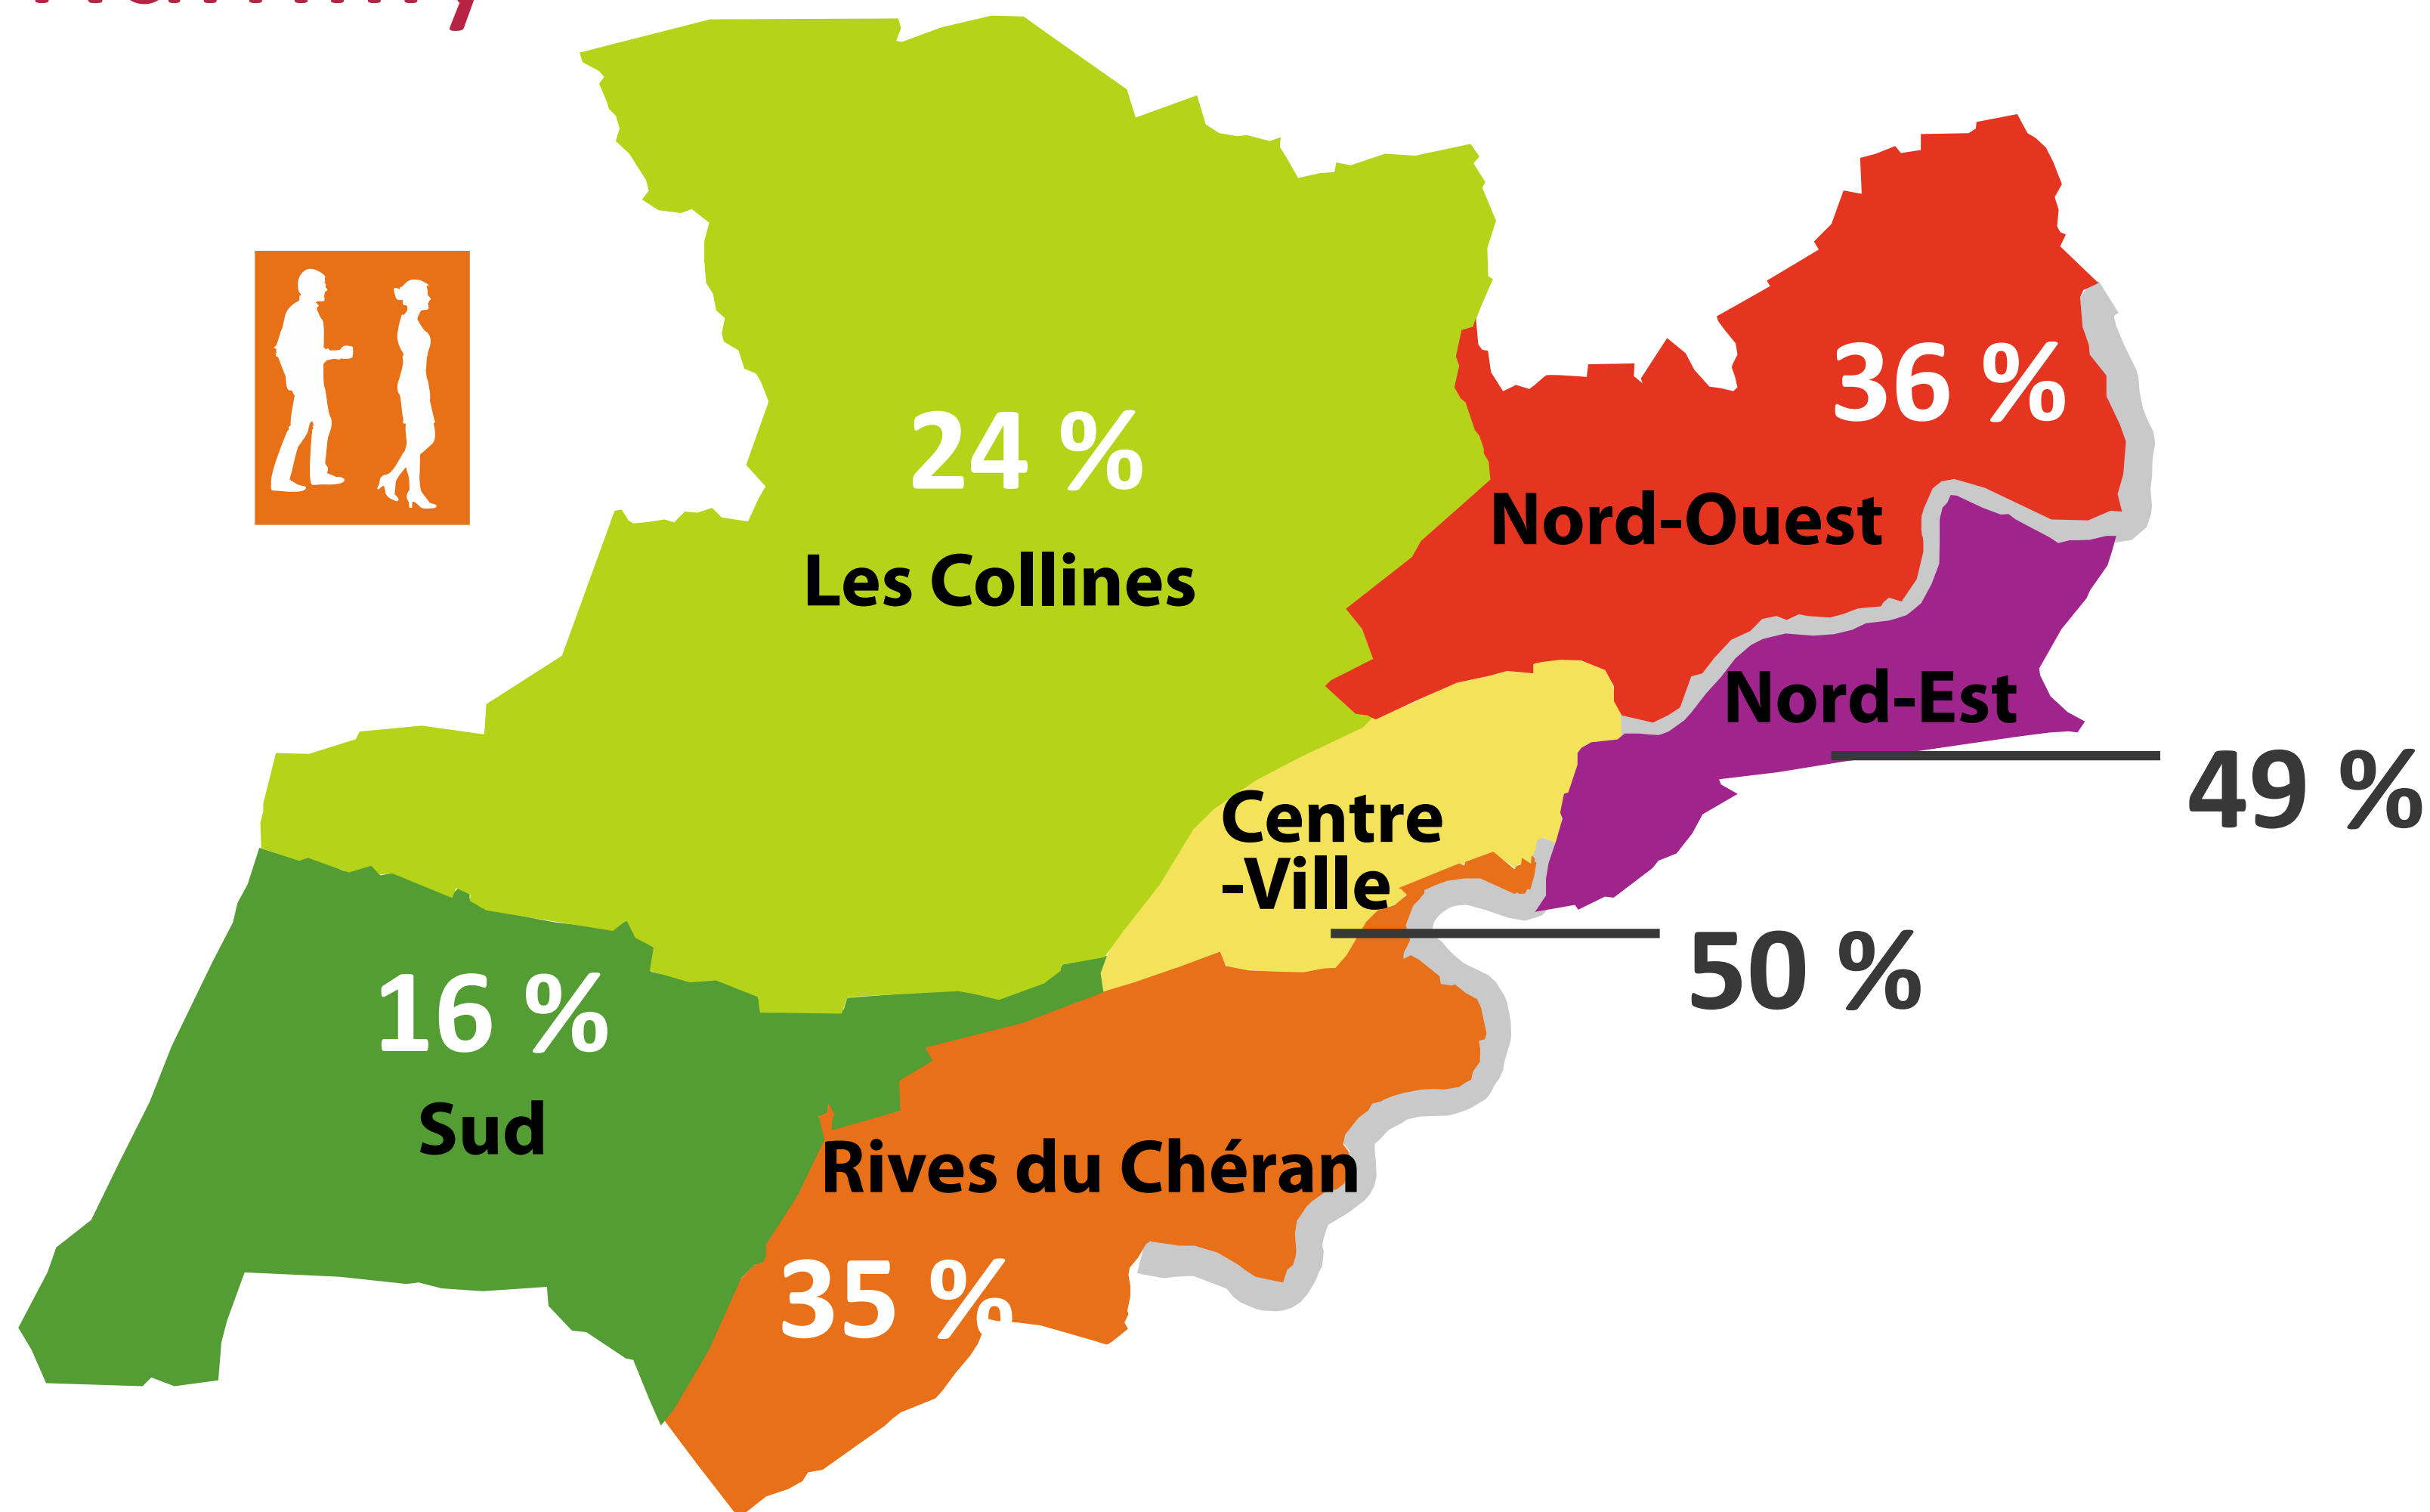 36 %
24 %
Nord-Ouest
Les Collines
Nord-Est
49 %
Centre
-Ville
50 %
16 %
Sud
Rives du Chéran
35 %